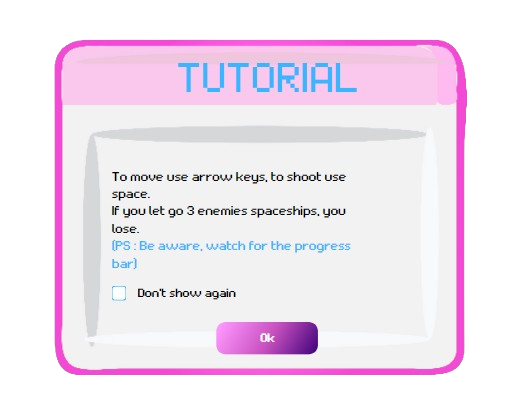 TUTORIAL
To move use arrow keys, to shoot use
space.
If you let go 3 enemies spaceships, you
lose.
(PS : Be aware, watch for the progress
bar)
Don't show again
Ok